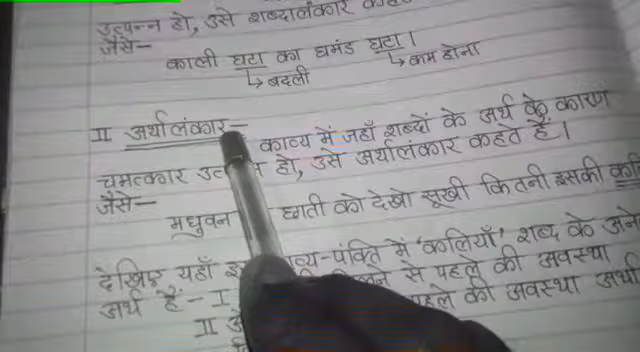 उत्पन्न हो, उसे शब्दालंकार कहते
जैसे—
काली घटा का घमंड घटा।
↳ बदली ↳ कम होना
II अर्थालंकार—
काव्य में जहाँ शब्दों के अर्थ के कारण
चमत्कार हो, उसे अर्थालंकार कहते हैं।
जैसे—
मधुवन छाती को देखो सूखी कितनी इसकी
देखिए यहाँ काव्य-पंक्ति में 'कलियाँ' शब्द के
अर्थ हैं- I से पहले की अवस्था
II पहले की अवस्था